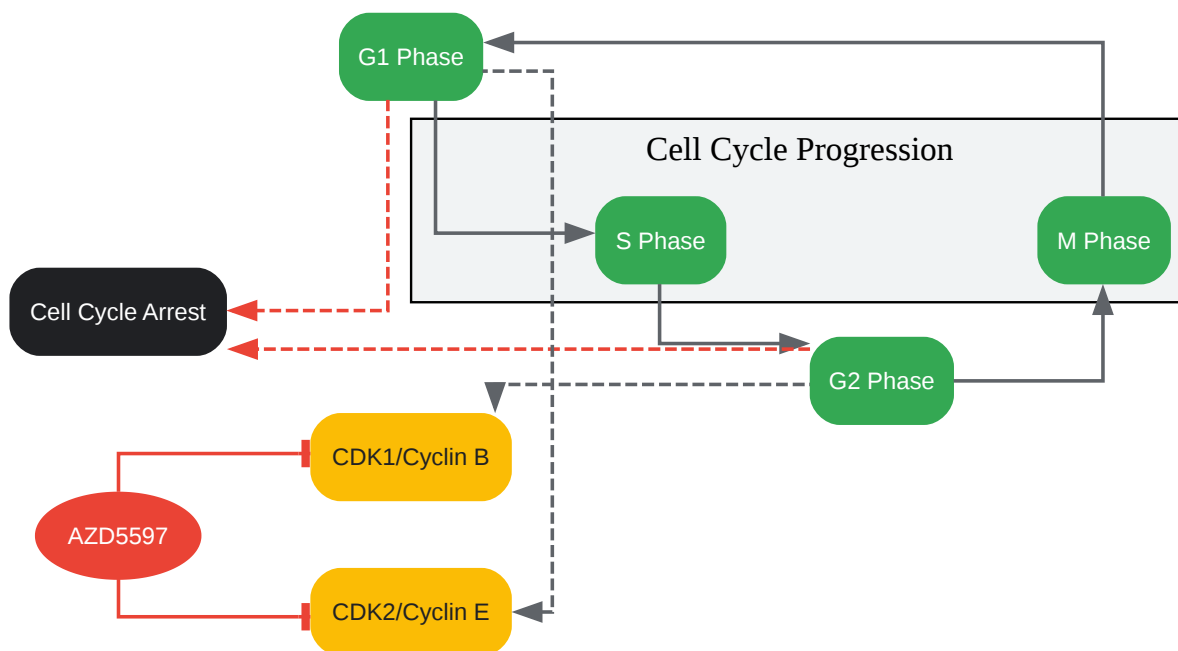 G1 Phase
Cell Cycle Progression
S Phase
M Phase
Cell Cycle Arrest
G2 Phase
CDK1/Cyclin B
AZD5597
CDK2/Cyclin E